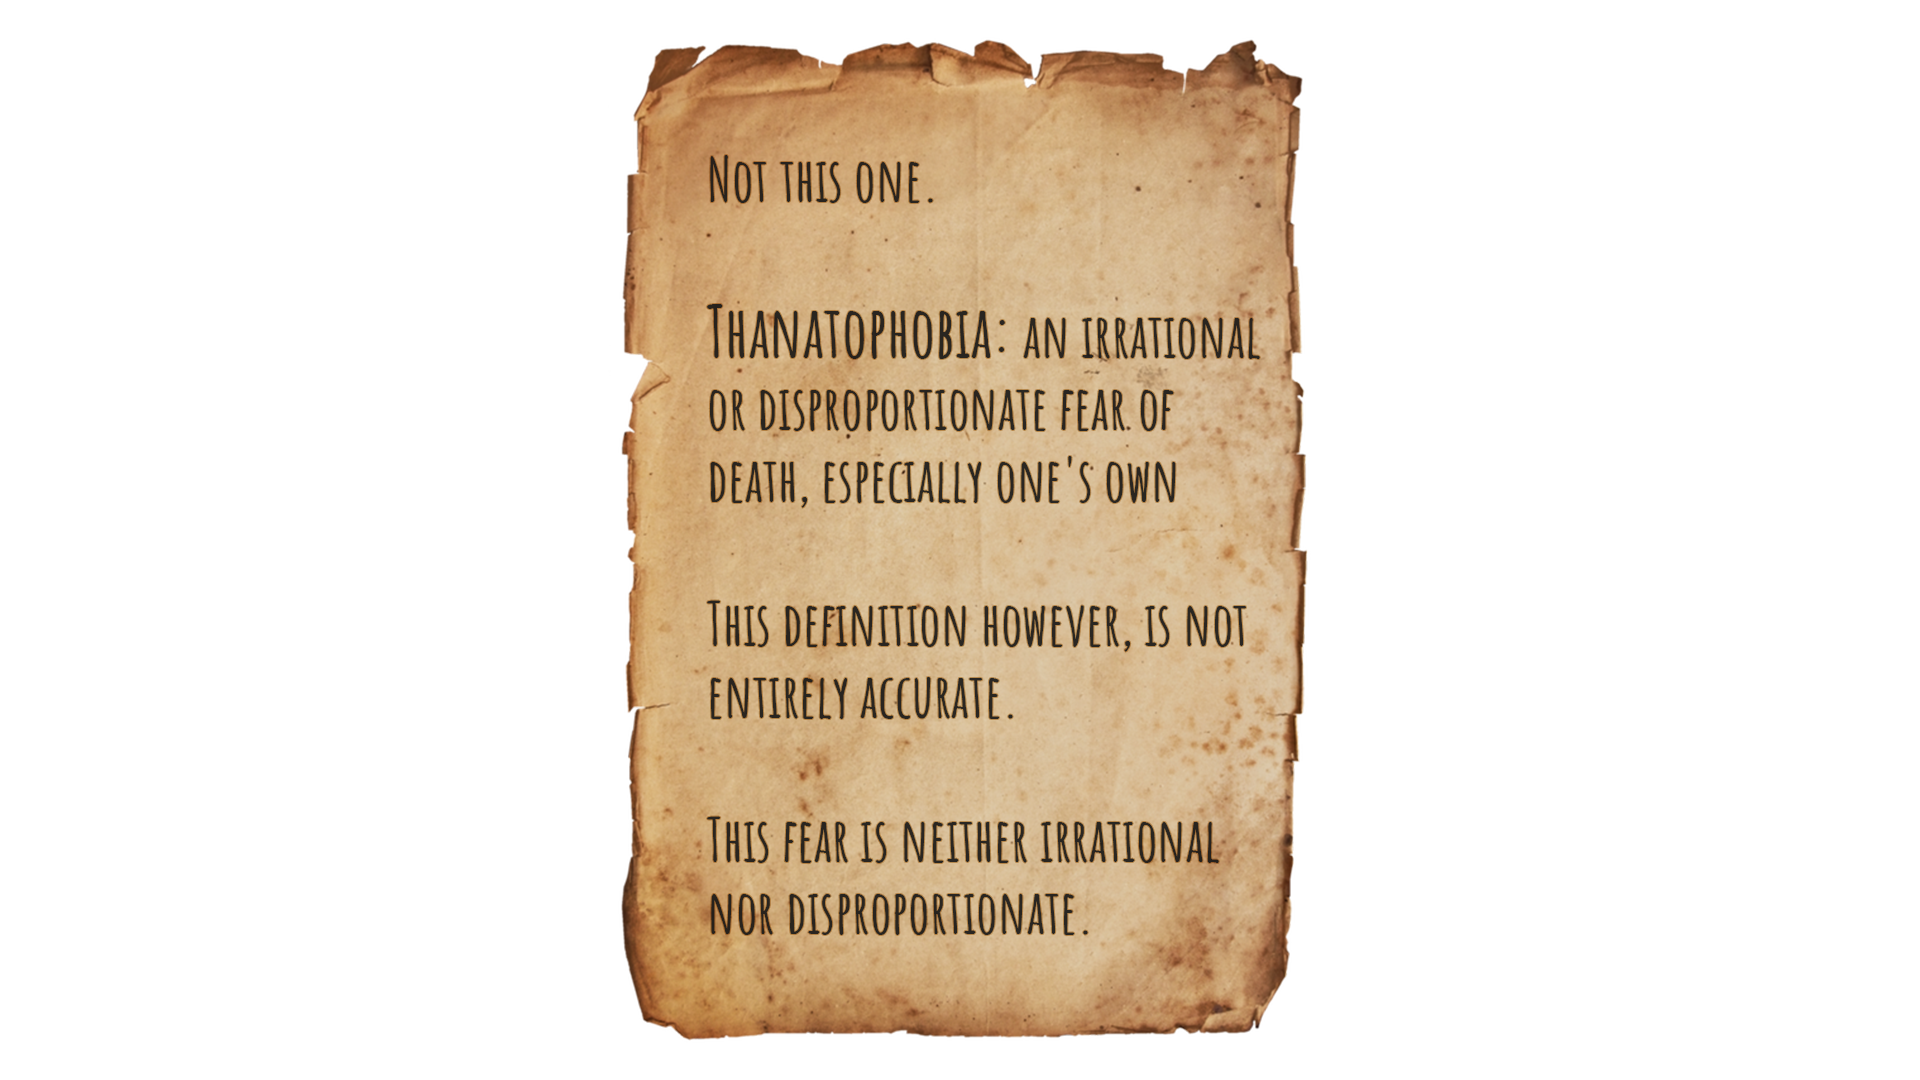 Not this one.
Thanatophobia: an irrational
or disproportionate fear of
death, especially one's own
This definition however, is not
entirely accurate.
This fear is neither irrational
nor disproportionate.